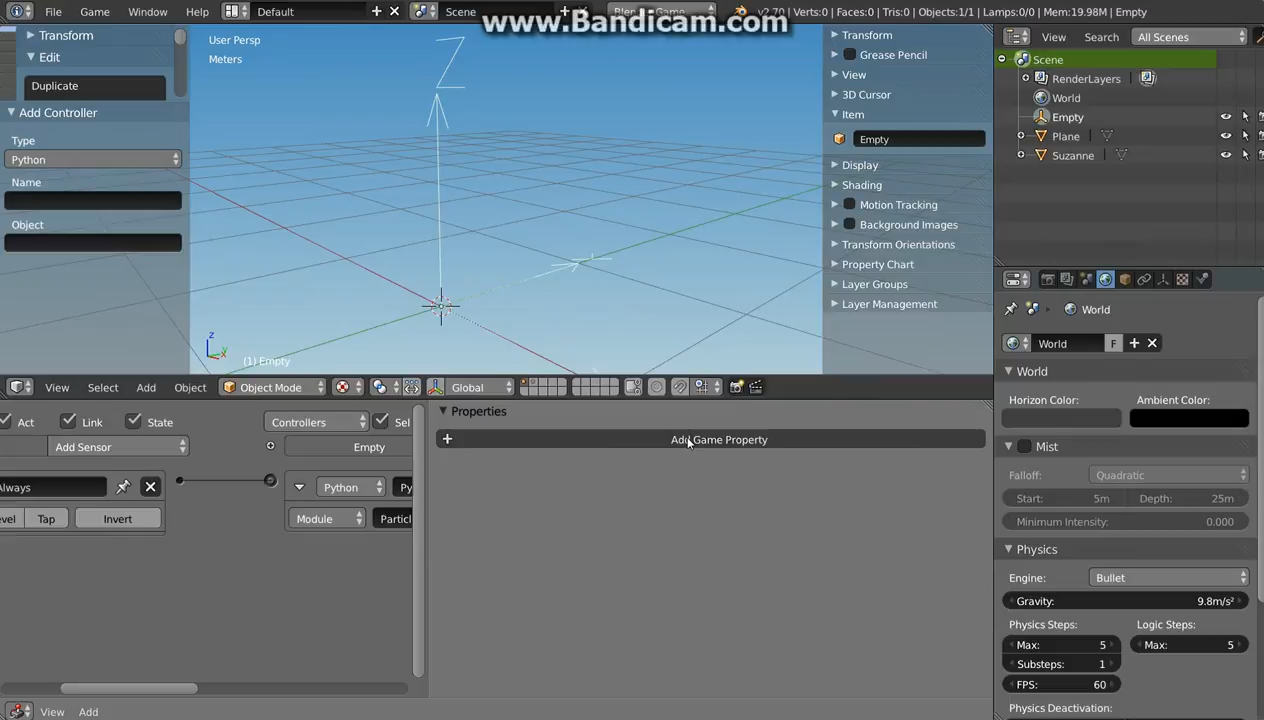 www.Bandicam.com
File Game Window Help Default Scene Blender Game v2.70 | Verts:0 | Faces:0 | Tris:0 | Objects:1/1 | Lamps:0/0 | Mem:19.98M | Empty
Transform
Edit
Duplicate
Add Controller
Type
Python
Name
Object
User Persp
Meters
Z
z
y
(1) Empty
Transform
Grease Pencil
View
3D Cursor
Item
Empty
Display
Shading
Motion Tracking
Background Images
Transform Orientations
Property Chart
Layer Groups
Layer Management
View Search All Scenes
Scene
RenderLayers
World
Empty
Plane
Suzanne
World
World F
World
Horizon Color: Ambient Color:
Mist
Falloff: Quadratic
Start: 5m Depth: 25m
Minimum Intensity: 0.000
Physics
Engine: Bullet
Gravity: 9.8m/s²
Physics Steps: Logic Steps:
Max: 5 Max: 5
Substeps: 1
FPS: 60
Physics Deactivation:
View Select Add Object Object Mode Global
Act Link State Controllers Sel
Add Sensor Empty
Always Python Py
evel Tap Invert Module Particl
Properties
Add Game Property
View Add